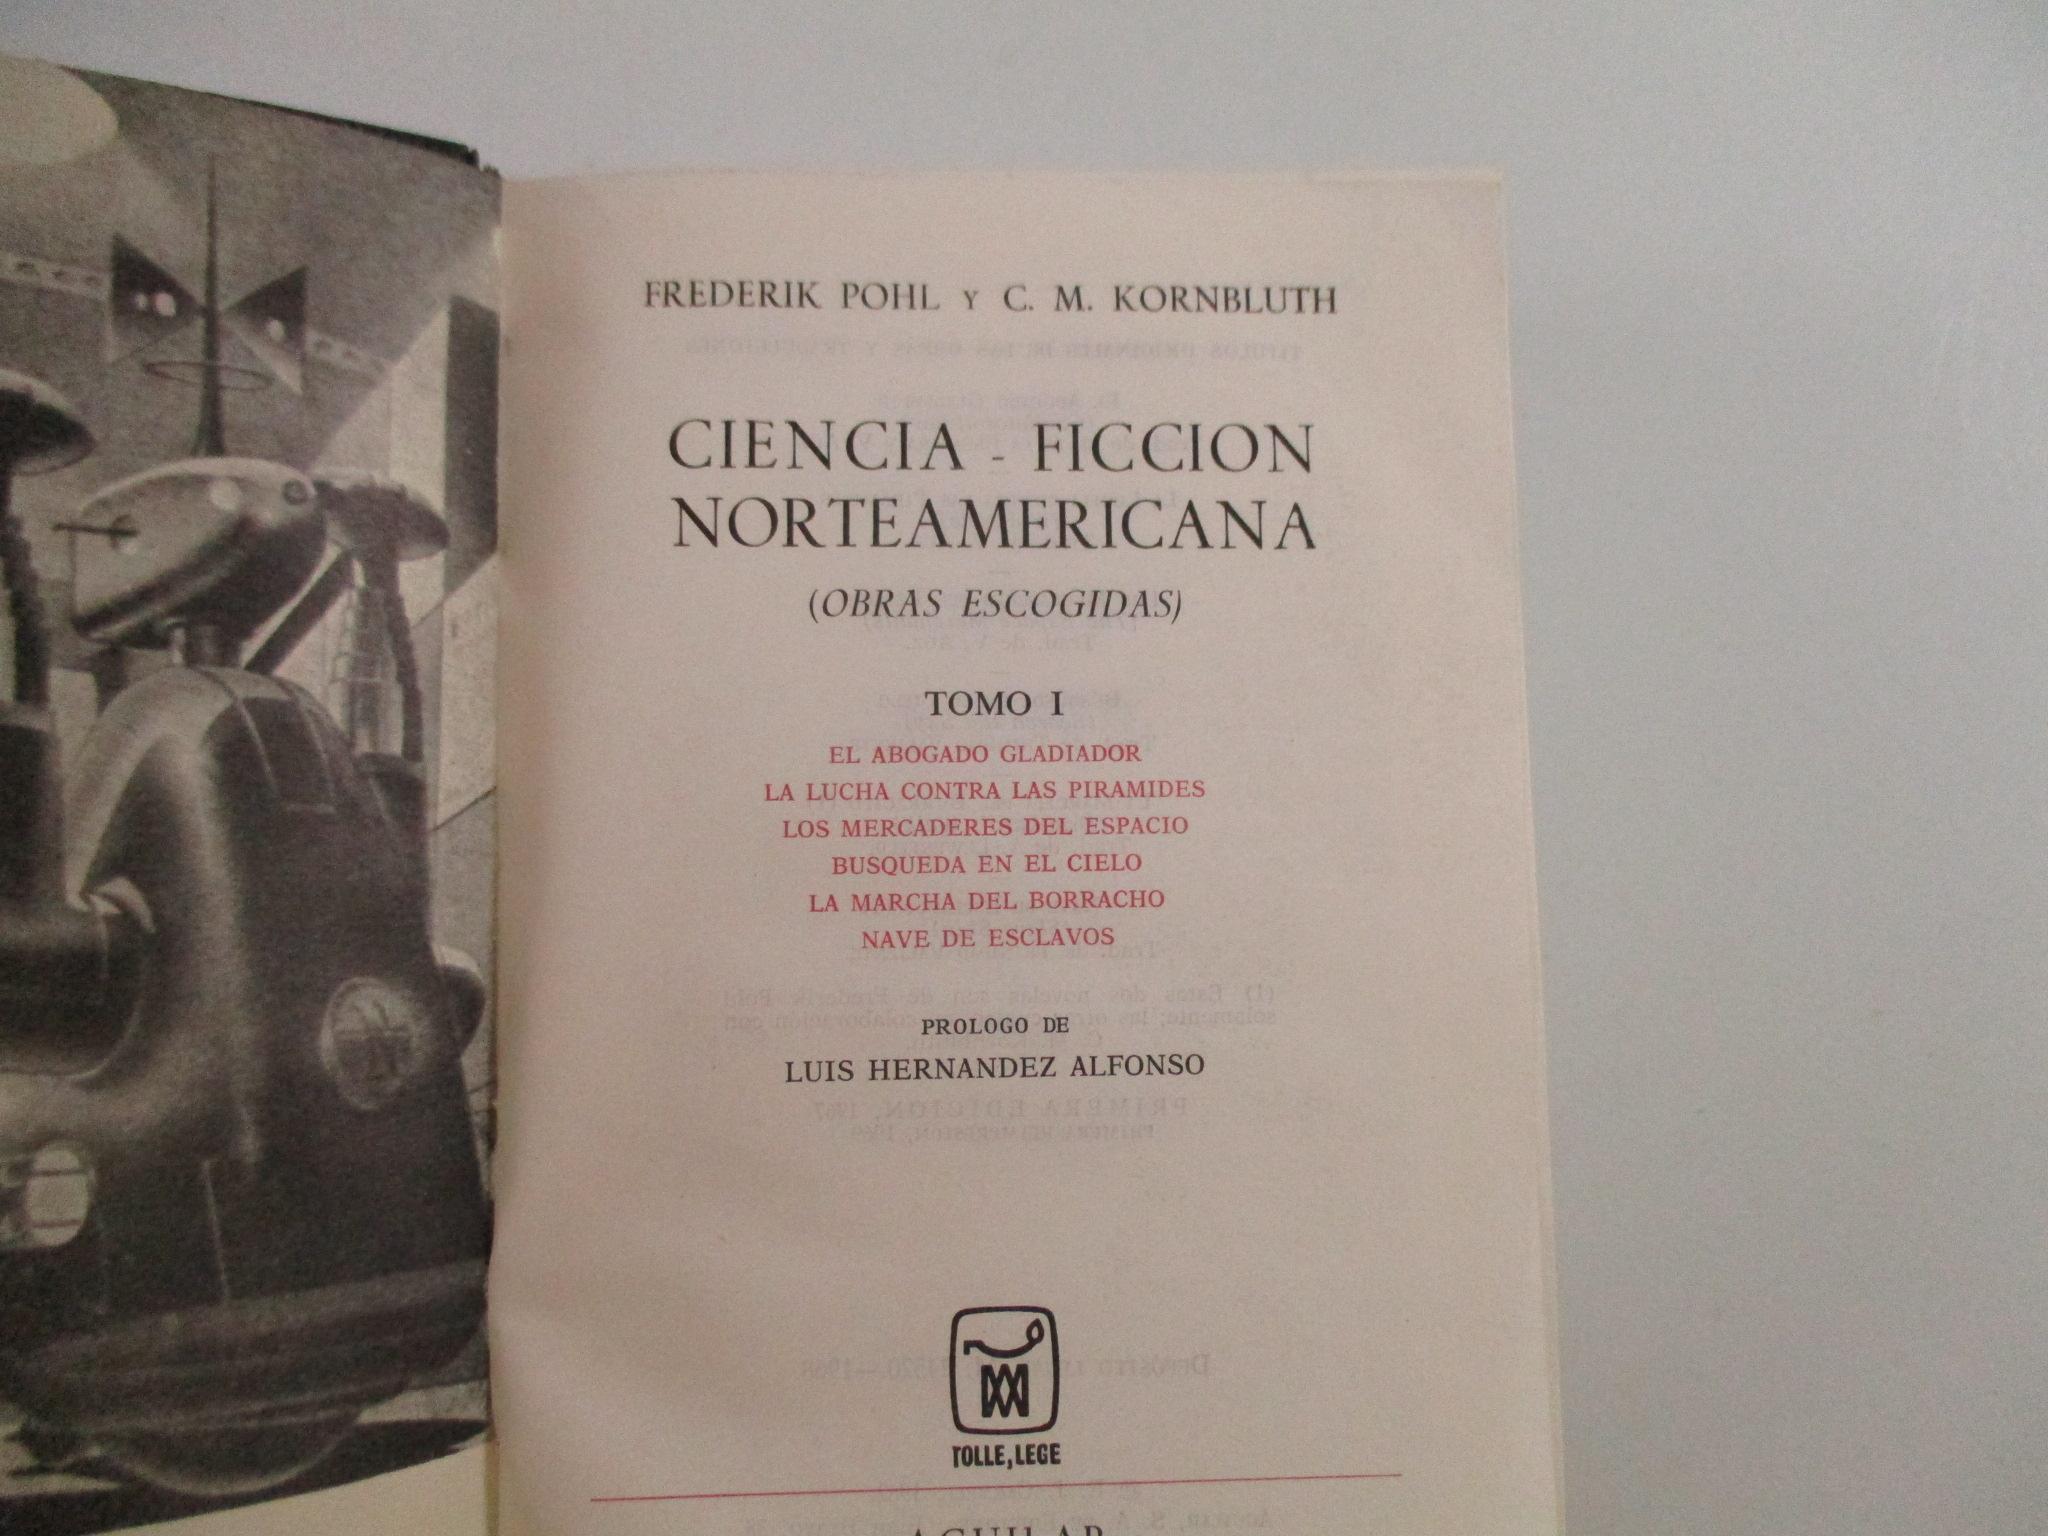 FREDERIK POHL Y C. M. KORNBLUTH
CIENCIA - FICCION
NORTEAMERICANA
(OBRAS ESCOGIDAS)
TOMO I
EL ABOGADO GLADIADOR
LA LUCHA CONTRA LAS PIRAMIDES
LOS MERCADERES DEL ESPACIO
BUSQUEDA EN EL CIELO
LA MARCHA DEL BORRACHO
NAVE DE ESCLAVOS
PROLOGO DE
LUIS HERNANDEZ ALFONSO
TOLLE, LEGE
AGUILAR